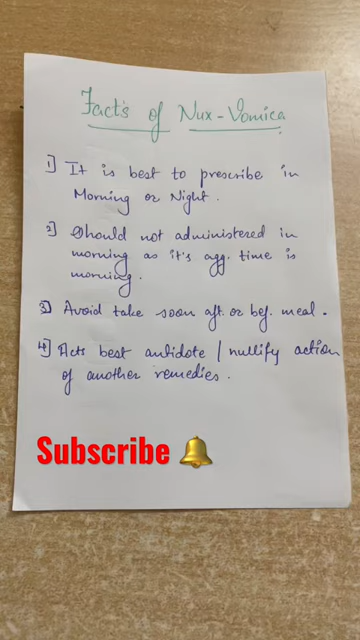 Facts of Nux-Vomica
1] It is best to prescribe in
Morning or Night.
2] Should not administered in
morning as it's agg. time is
morning.
3] Avoid take soon aft. or bef. meal.
4] Acts best antidote / nullify action
of another remedies.
Subscribe